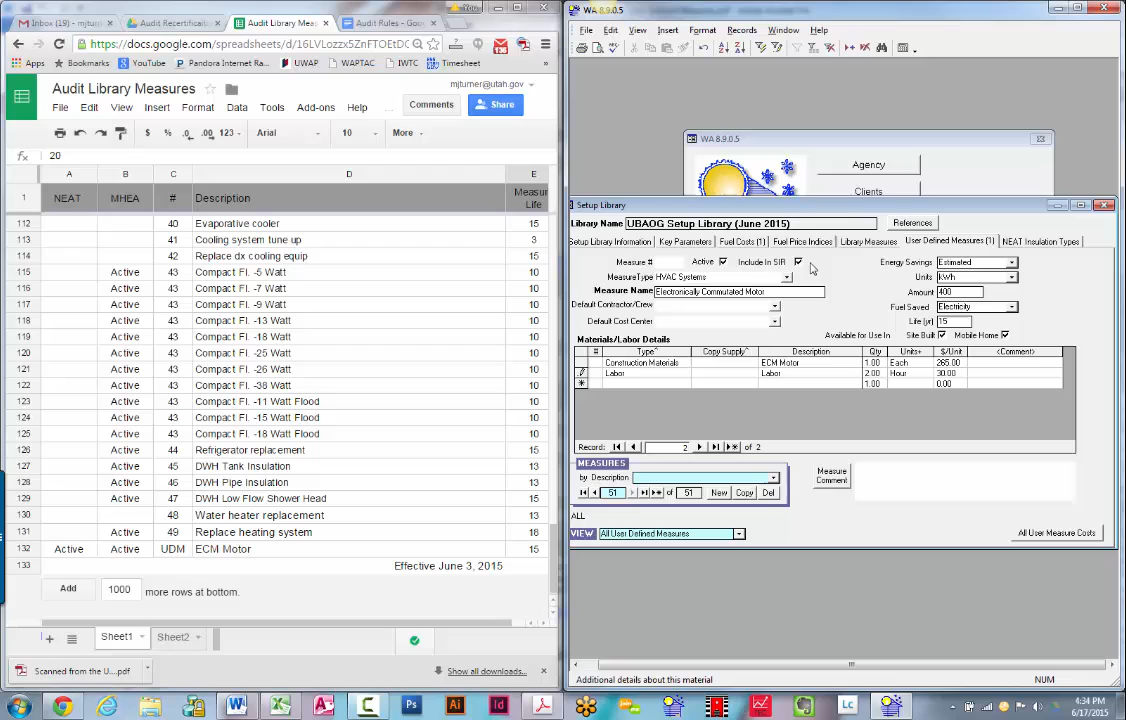 Inbox (19) - mjturn
Audit Recertificati
Audit Library Meas
Audit Rules - Goo
You
WA 8.9.0.5
https://docs.google.com/spreadsheets/d/16LVLozzx5ZnFTOEtDC
File Edit View Insert Format Records Window Help
Apps Bookmarks YouTube Pandora Internet Ra... UWAP WAPTAC IWTC Timesheet
Audit Library Measures
mjturner@utah.gov
File Edit View Insert Format Data Tools Add-ons Help ...
Comments
Share
$ % .0 .00 123 Arial 10 More
fx 20
A B C D E
1 NEAT MHEA # Description Measur Life
112 40 Evaporative cooler 15
113 41 Cooling system tune up 3
114 42 Replace dx cooling equip 15
115 Active 43 Compact Fl. -5 Watt 10
116 Active 43 Compact Fl. -7 Watt 10
117 Active 43 Compact Fl. -9 Watt 10
118 Active 43 Compact Fl. -13 Watt 10
119 Active 43 Compact Fl. -18 Watt 10
120 Active 43 Compact Fl. -25 Watt 10
121 Active 43 Compact Fl. -26 Watt 10
122 Active 43 Compact Fl. -38 Watt 10
123 Active 43 Compact Fl. -11 Watt Flood 10
124 Active 43 Compact Fl. -15 Watt Flood 10
125 Active 43 Compact Fl. -18 Watt Flood 10
126 Active 44 Refrigerator replacement 15
127 Active 45 DWH Tank Insulation 13
128 Active 46 DWH Pipe Insulation 13
129 Active 47 DWH Low Flow Shower Head 15
130 48 Water heater replacement 13
131 Active 49 Replace heating system 18
132 Active Active UDM ECM Motor 15
133 Effective June 3, 2015
Add 1000 more rows at bottom.
Sheet1 Sheet2
Scanned from the U....pdf
Show all downloads...
WA 8.9.0.5
Agency
Clients
Setup Library
Library Name UBAOG Setup Library (June 2015) References
Setup Library Information Key Parameters Fuel Costs (1) Fuel Price Indices Library Measures User Defined Measures (1) NEAT Insulation Types
Measure # Active Include In SIR Energy Savings Estimated
MeasureType HVAC Systems Units kWh
Measure Name Electronically Commutated Motor Amount 400
Default Contractor/Crew Fuel Saved Electricity
Default Cost Center Life (yr) 15
Available for Use In Site Built Mobile Home
Materials/Labor Details
# Type^ Copy Supply^ Description Qty Units+ $/Unit <Comment>
Construction Materials ECM Motor 1.00 Each 265.00
Labor Labor 2.00 Hour 30.00
1.00 0.00
Record: 2 of 2
MEASURES
by Description
51 of 51 New Copy Del
Measure Comment
ALL
VIEW All User Defined Measures All User Measure Costs
Additional details about this material NUM
4:34 PM
6/17/2015